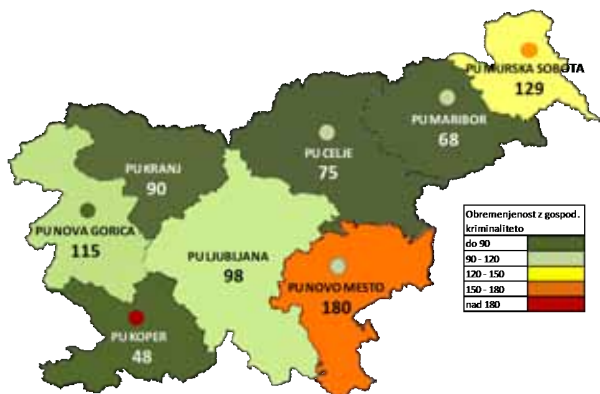 PU MURSKA SOBOTA
129
PU MARIBOR
68
PU CELJE
75
PU KRANJ
90
PU NOVA GORICA
115
PU LJUBLJANA
98
PU NOVO MESTO
180
PU KOPER
48
Obremenjenost z gospod.
kriminaliteto
do 90
90 - 120
120 - 150
150 - 180
nad 180